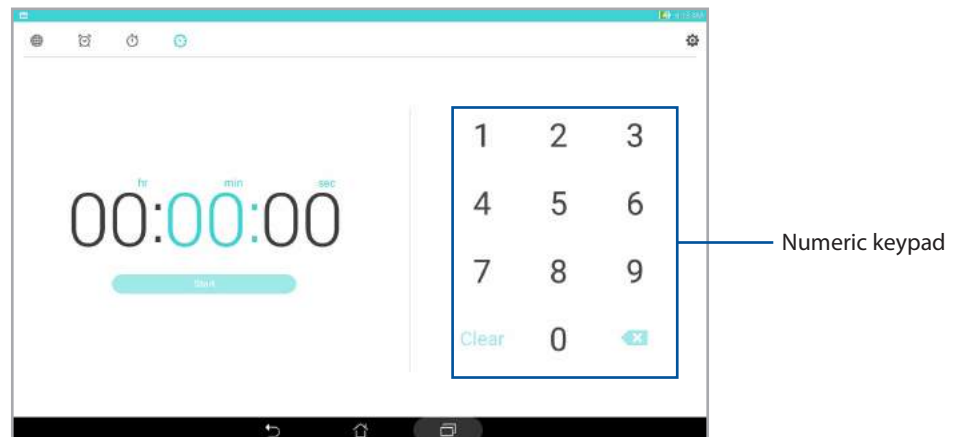 hr min sec
00:00:00
Start
1 2 3
4 5 6
7 8 9
Clear 0
Numeric keypad